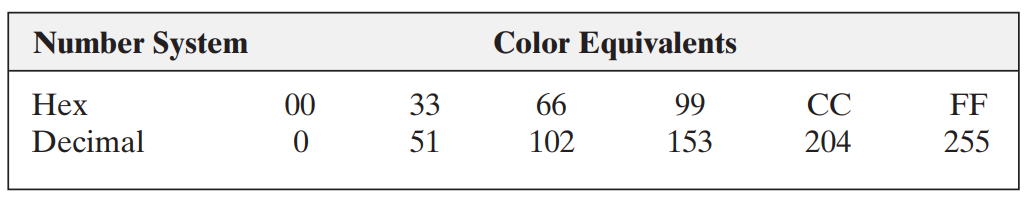 Number System Color Equivalents
Hex 00 33 66 99 CC FF
Decimal 0 51 102 153 204 255